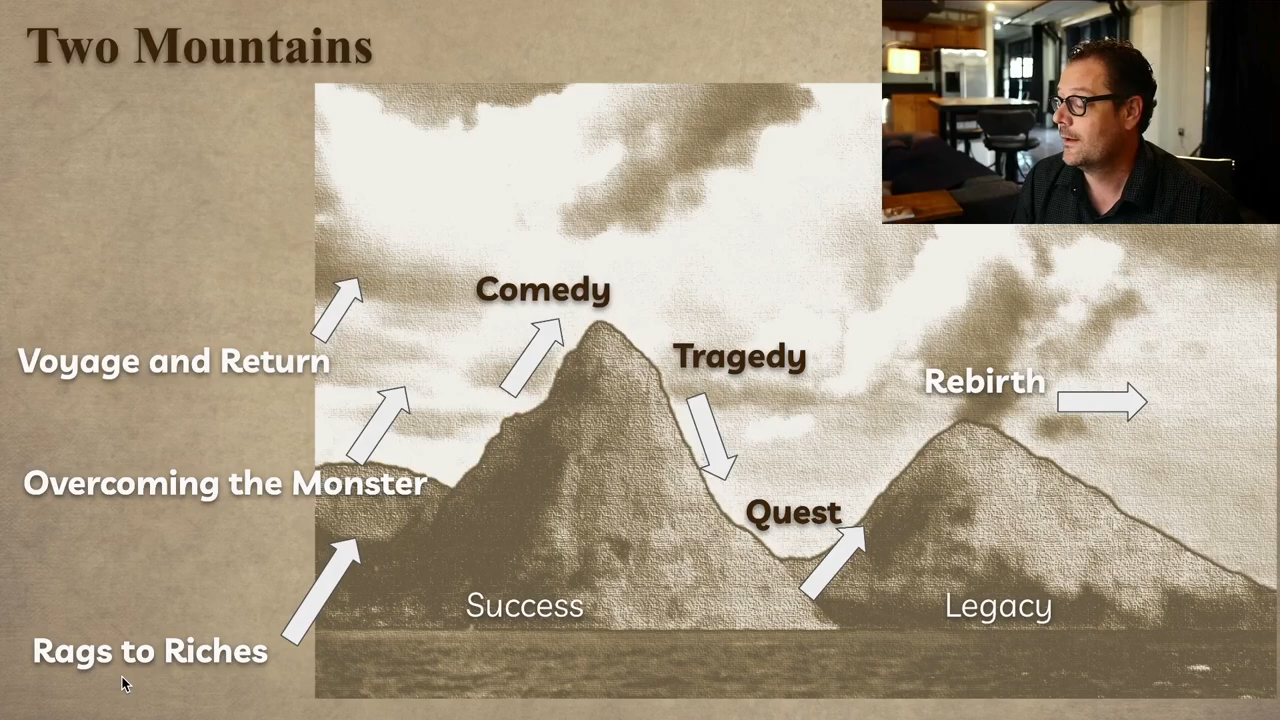 Two Mountains
Comedy
Voyage and Return
Tragedy
Rebirth
Overcoming the Monster
Quest
Success
Legacy
Rags to Riches